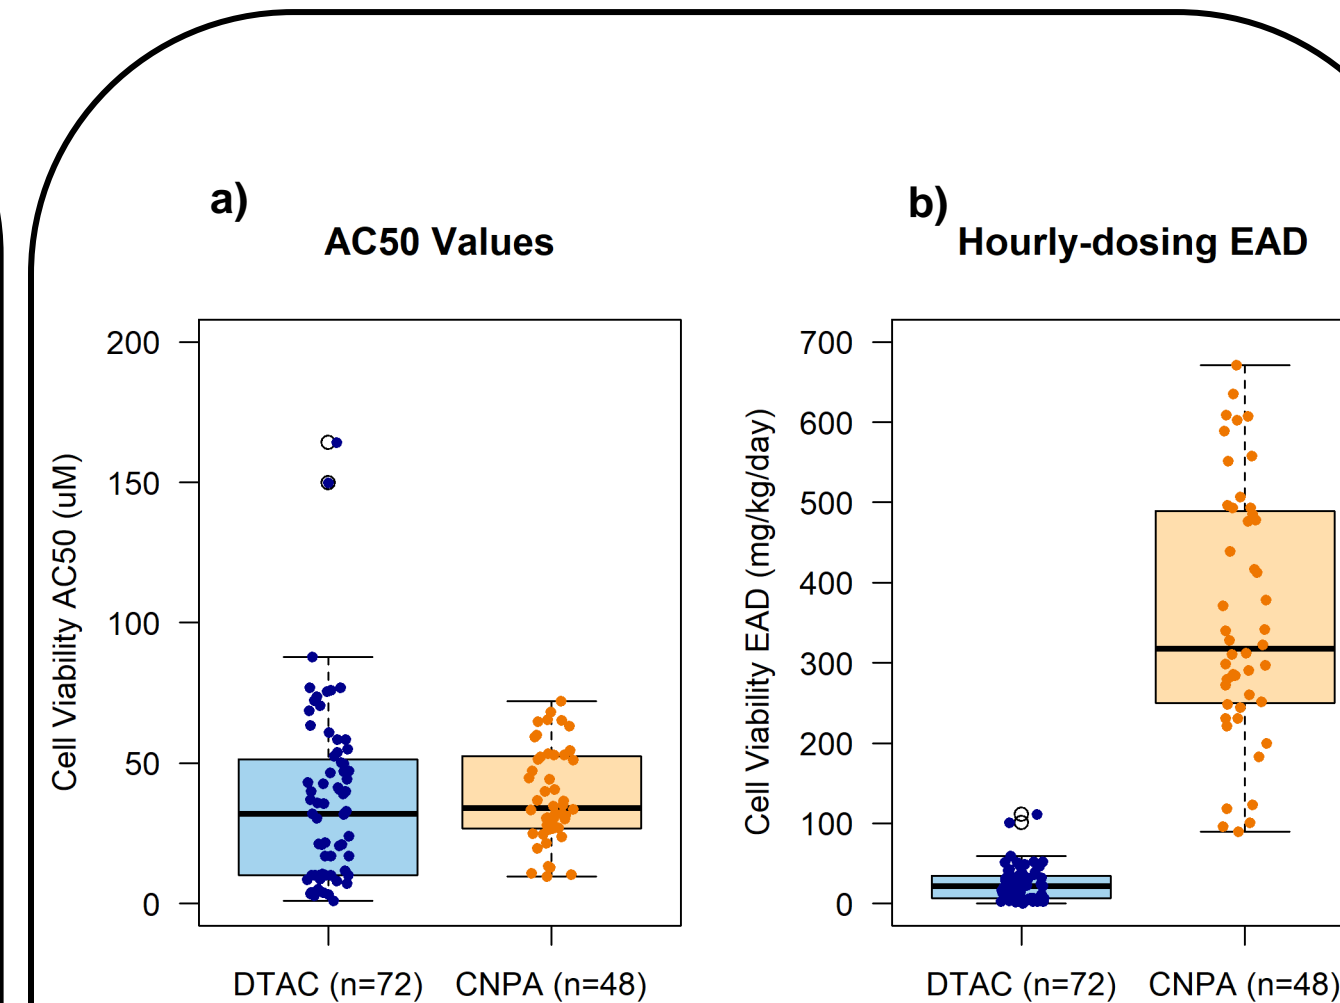 a)
AC50 Values
Cell Viability AC50 (uM)
200
150
100
50
0
DTAC (n=72)
CNPA (n=48)
b)
Hourly-dosing EAD
Cell Viability EAD (mg/kg/day)
700
600
500
400
300
200
100
0
DTAC (n=72)
CNPA (n=48)